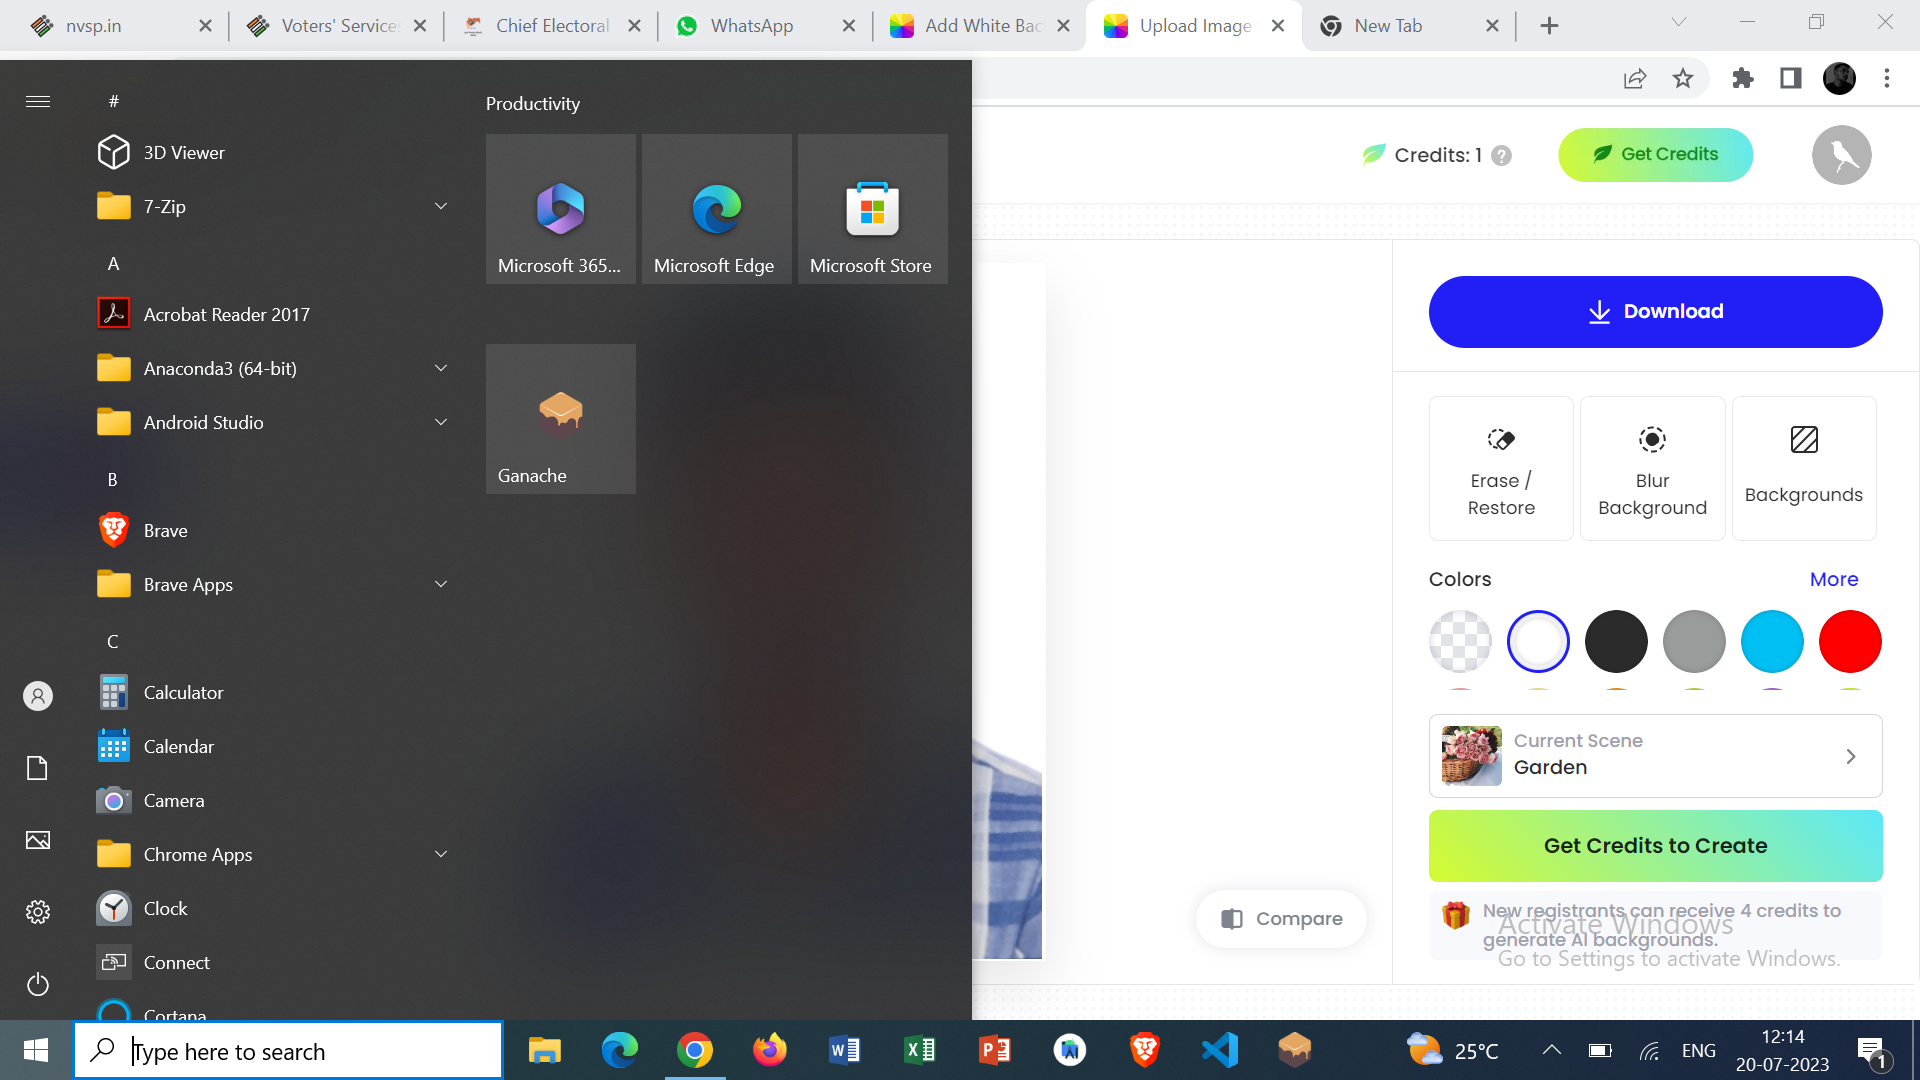 nvsp.in
Voters' Service
Chief Electoral
WhatsApp
Add White Bac
Upload Image
New Tab
#
3D Viewer
7-Zip
A
Acrobat Reader 2017
Anaconda3 (64-bit)
Android Studio
B
Brave
Brave Apps
C
Calculator
Calendar
Camera
Chrome Apps
Clock
Connect
Cortana
Productivity
Microsoft 365...
Microsoft Edge
Microsoft Store
Ganache
Credits: 1 ?
Get Credits
Download
Erase /
Restore
Blur
Background
Backgrounds
Colors
More
Current Scene
Garden
Get Credits to Create
New registrants can receive 4 credits to
generate AI backgrounds.
Activate Windows
Go to Settings to activate Windows.
Compare
Type here to search
25°C
ENG
12:14
20-07-2023
1